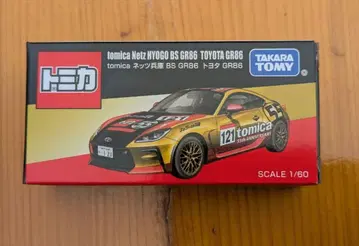 トミカ
tomica Netz HYOGO BS GR86 TOYOTA GR86
tomica ネッツ兵庫 BS GR86 トヨタ GR86
TAKARA
TOMY
121
tomica
SCALE 1/60